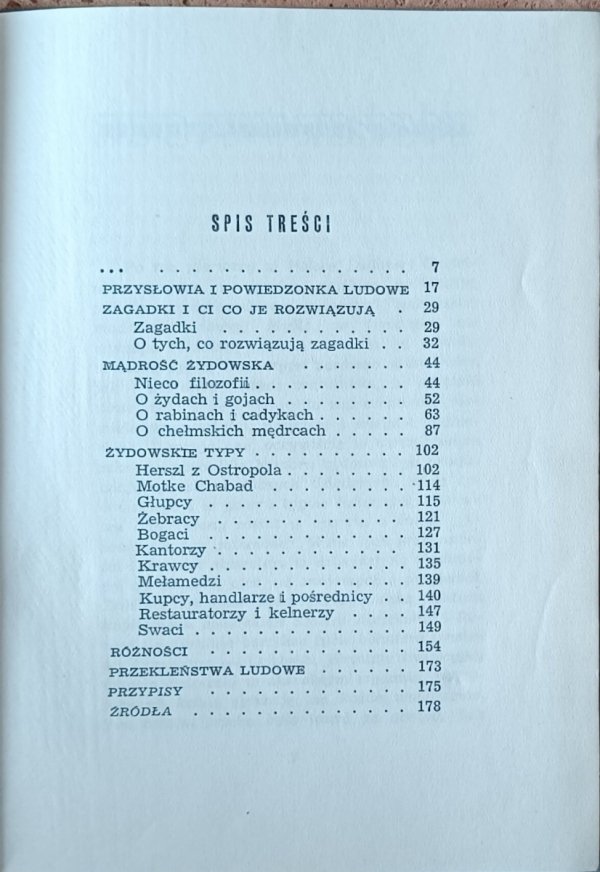 SPIS TREŚCI
... . . . . . . . . . . . . . . . . 7
PRZYSŁOWIA I POWIEDZONKA LUDOWE 17
ZAGADKI I CI CO JE ROZWIĄZUJĄ . 29
Zagadki . . . . . . . . . . . . 29
O tych, co rozwiązują zagadki . . 32
MĄDROŚĆ ŻYDOWSKA . . . . . . . 44
Nieco filozofii . . . . . . . . . . 44
O żydach i gojach . . . . . . . . 52
O rabinach i cadykach . . . . . . 63
O chełmskich mędrcach . . . . . 87
ŻYDOWSKIE TYPY . . . . . . . . . 102
Herszl z Ostropola . . . . . . . . 102
Motke Chabad . . . . . . . . . 114
Głupcy . . . . . . . . . . . . . 115
Żebracy . . . . . . . . . . . . 121
Bogaci . . . . . . . . . . . . . 127
Kantorzy . . . . . . . . . . . . 131
Krawcy . . . . . . . . . . . . . 135
Mełamedzi . . . . . . . . . . . 139
Kupcy, handlarze i pośrednicy . . 140
Restauratorzy i kelnerzy . . . . 147
Swaci . . . . . . . . . . . . . . 149
RÓŻNOŚCI . . . . . . . . . . . . 154
PRZEKLEŃSTWA LUDOWE . . . . . . 173
PRZYPISY . . . . . . . . . . . . 175
ŹRÓDŁA . . . . . . . . . . . . . 178